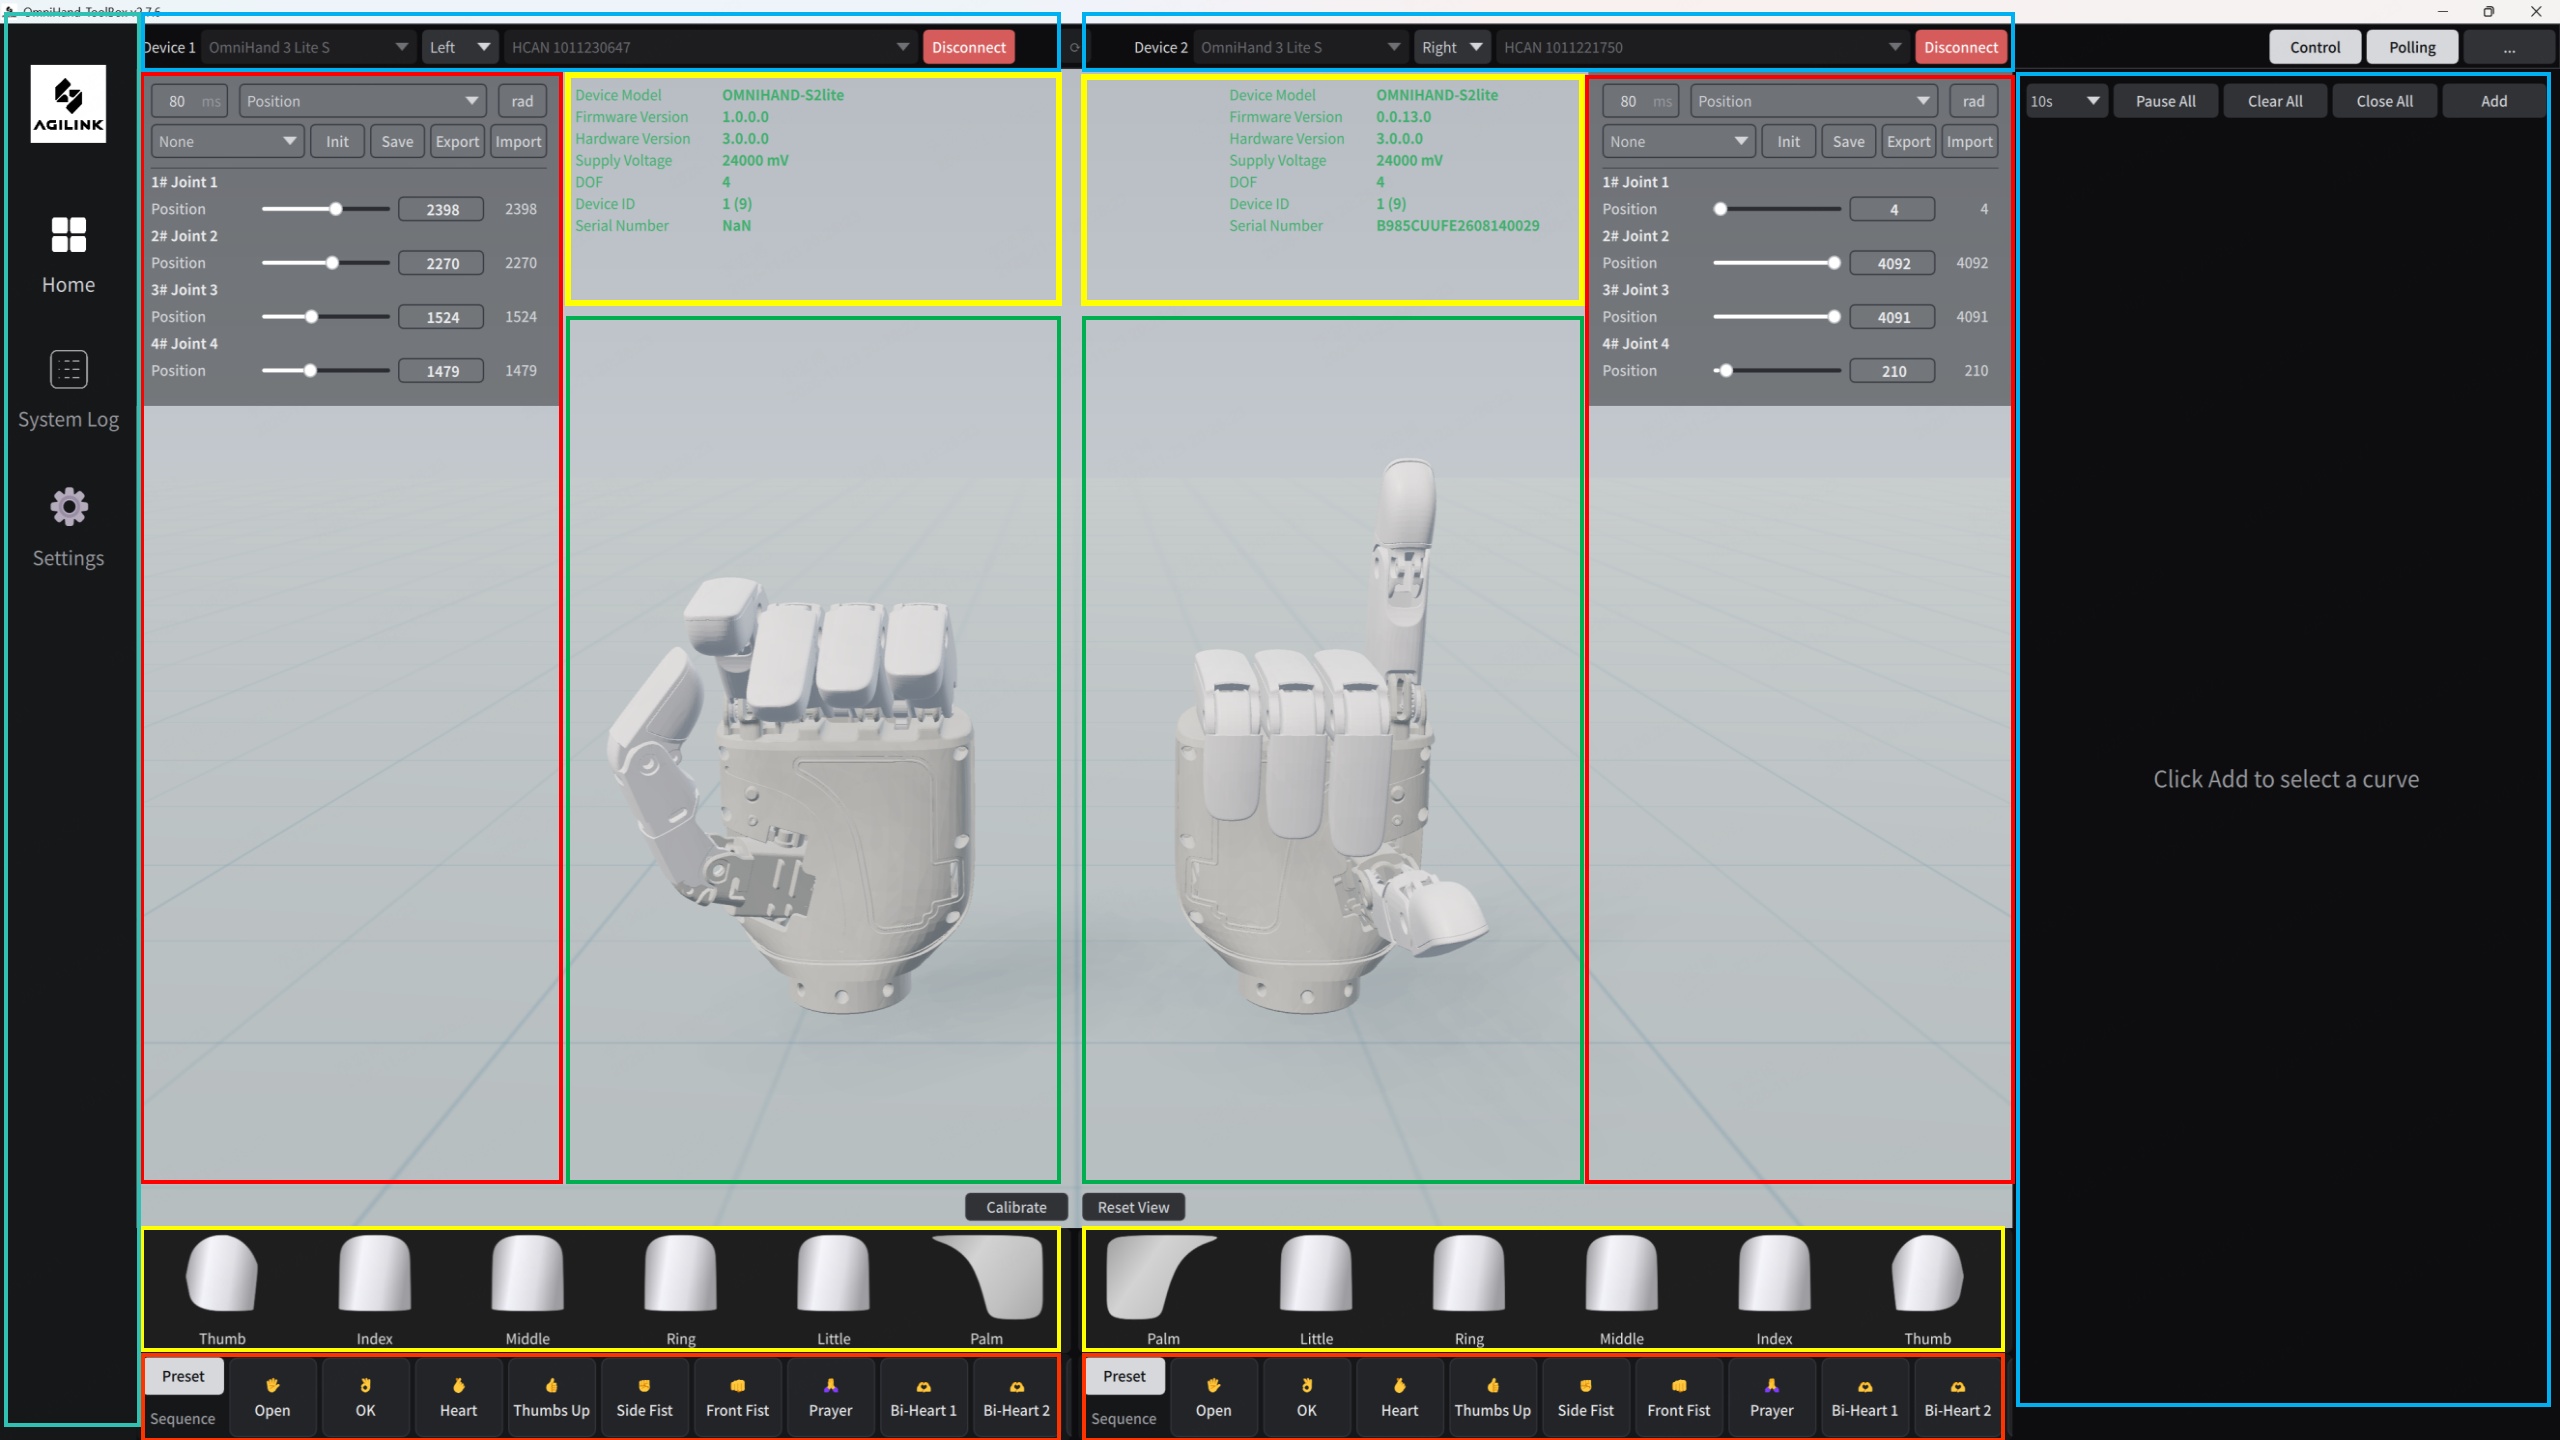 OmniHand-ToolBox v2.7.6
Device 1 OmniHand 3 Lite S Left HCAN 1011230647 Disconnect
Device 2 OmniHand 3 Lite S Right HCAN 1011221750 Disconnect
Control Polling ...
AGILINK
Home
System Log
Settings
80 ms Position rad
None Init Save Export Import
1# Joint 1
Position 2398 2398
2# Joint 2
Position 2270 2270
3# Joint 3
Position 1524 1524
4# Joint 4
Position 1479 1479
Device Model OMNIHAND-S2lite
Firmware Version 1.0.0.0
Hardware Version 3.0.0.0
Supply Voltage 24000 mV
DOF 4
Device ID 1 (9)
Serial Number NaN
Device Model OMNIHAND-S2lite
Firmware Version 0.0.13.0
Hardware Version 3.0.0.0
Supply Voltage 24000 mV
DOF 4
Device ID 1 (9)
Serial Number B985CUUFE2608140029
80 ms Position rad
None Init Save Export Import
1# Joint 1
Position 4 4
2# Joint 2
Position 4092 4092
3# Joint 3
Position 4091 4091
4# Joint 4
Position 210 210
10s Pause All Clear All Close All Add
Click Add to select a curve
Calibrate Reset View
Thumb Index Middle Ring Little Palm
Palm Little Ring Middle Index Thumb
Preset
Sequence
Open OK Heart Thumbs Up Side Fist Front Fist Prayer Bi-Heart 1 Bi-Heart 2
Preset
Sequence
Open OK Heart Thumbs Up Side Fist Front Fist Prayer Bi-Heart 1 Bi-Heart 2